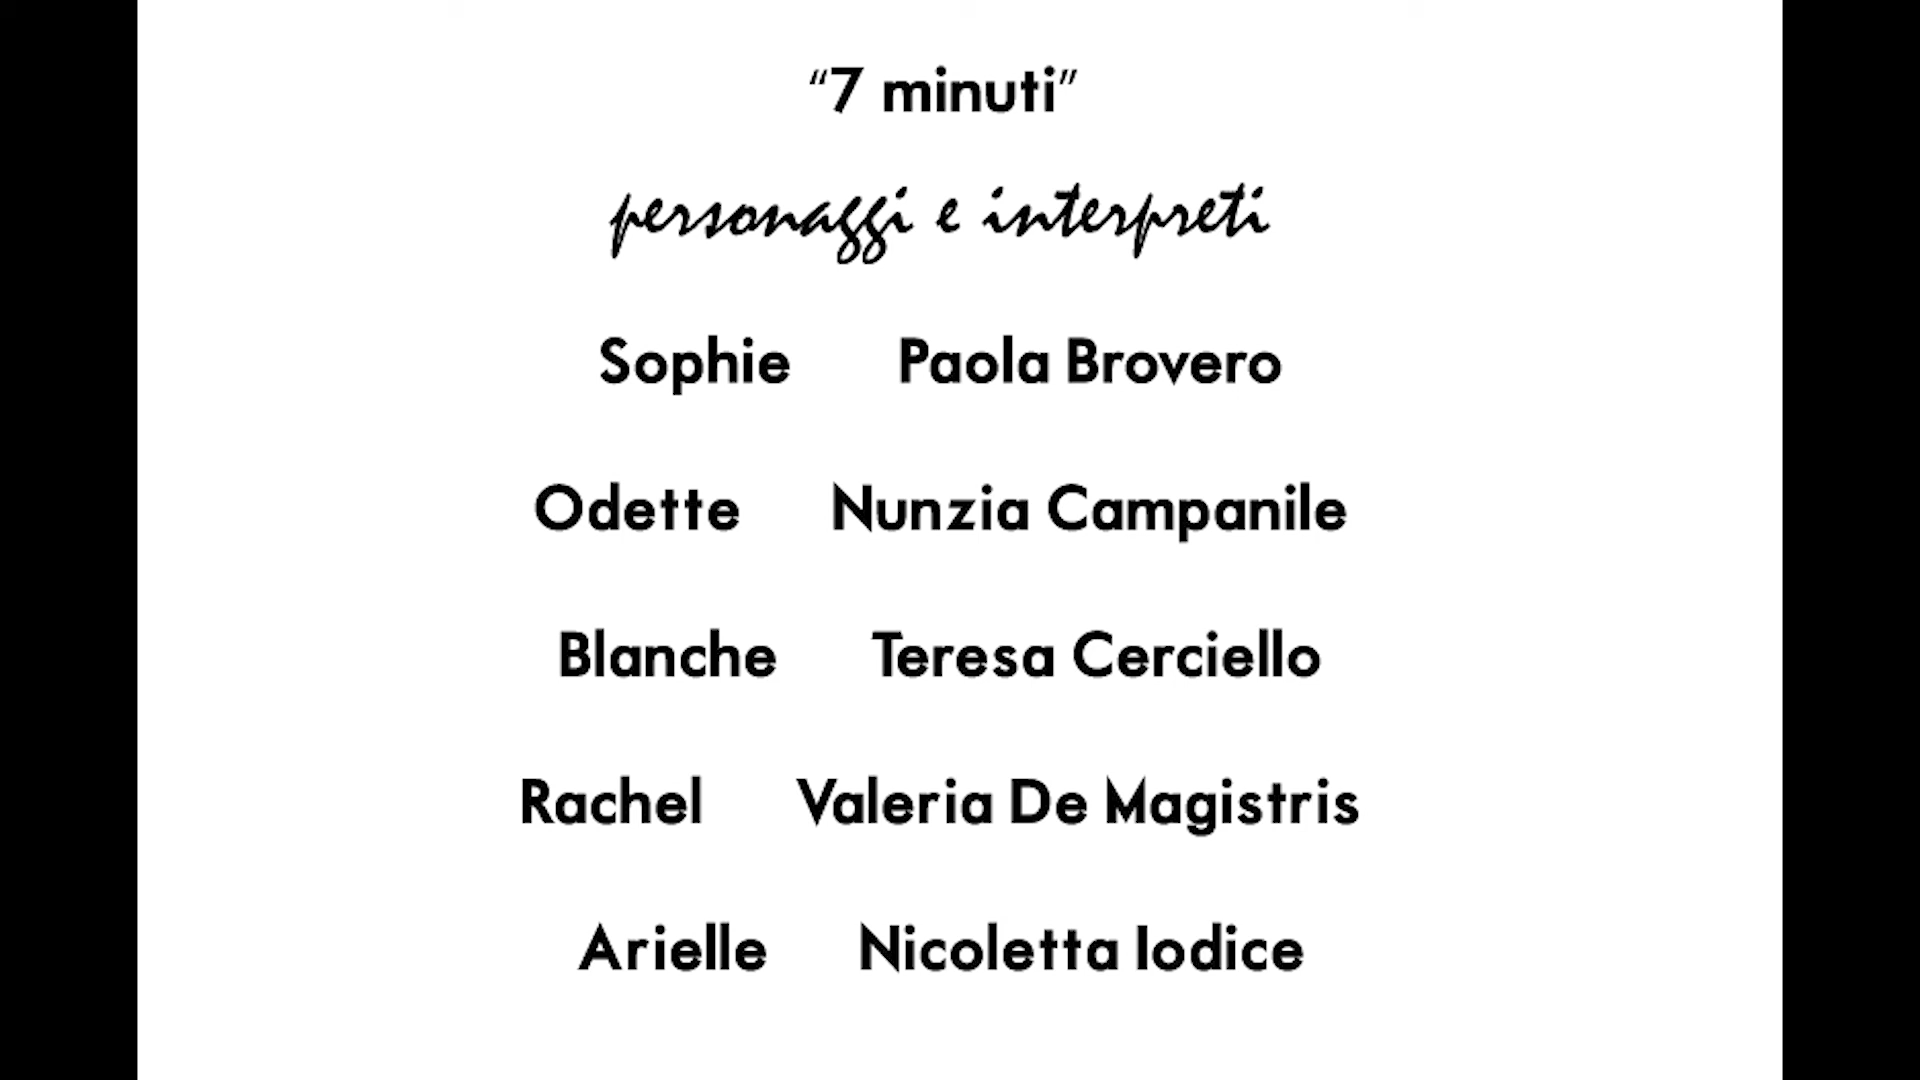 “7 minuti”
personaggi e interpreti
Sophie Paola Brovero
Odette Nunzia Campanile
Blanche Teresa Cerciello
Rachel Valeria De Magistris
Arielle Nicoletta Iodice